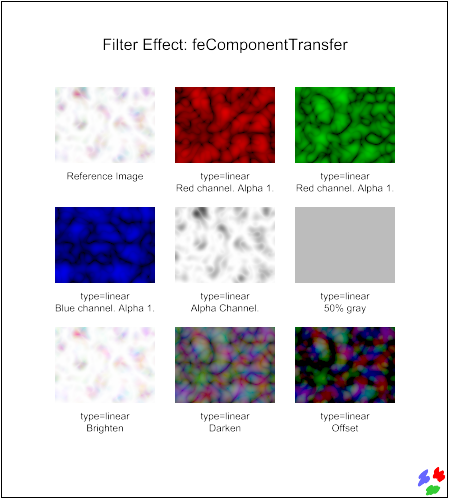 Filter Effect: feComponentTransfer
Reference Image
type=linear
Red channel. Alpha 1.
type=linear
Red channel. Alpha 1.
type=linear
Blue channel. Alpha 1.
type=linear
Alpha Channel.
type=linear
50% gray
type=linear
Brighten
type=linear
Darken
type=linear
Offset